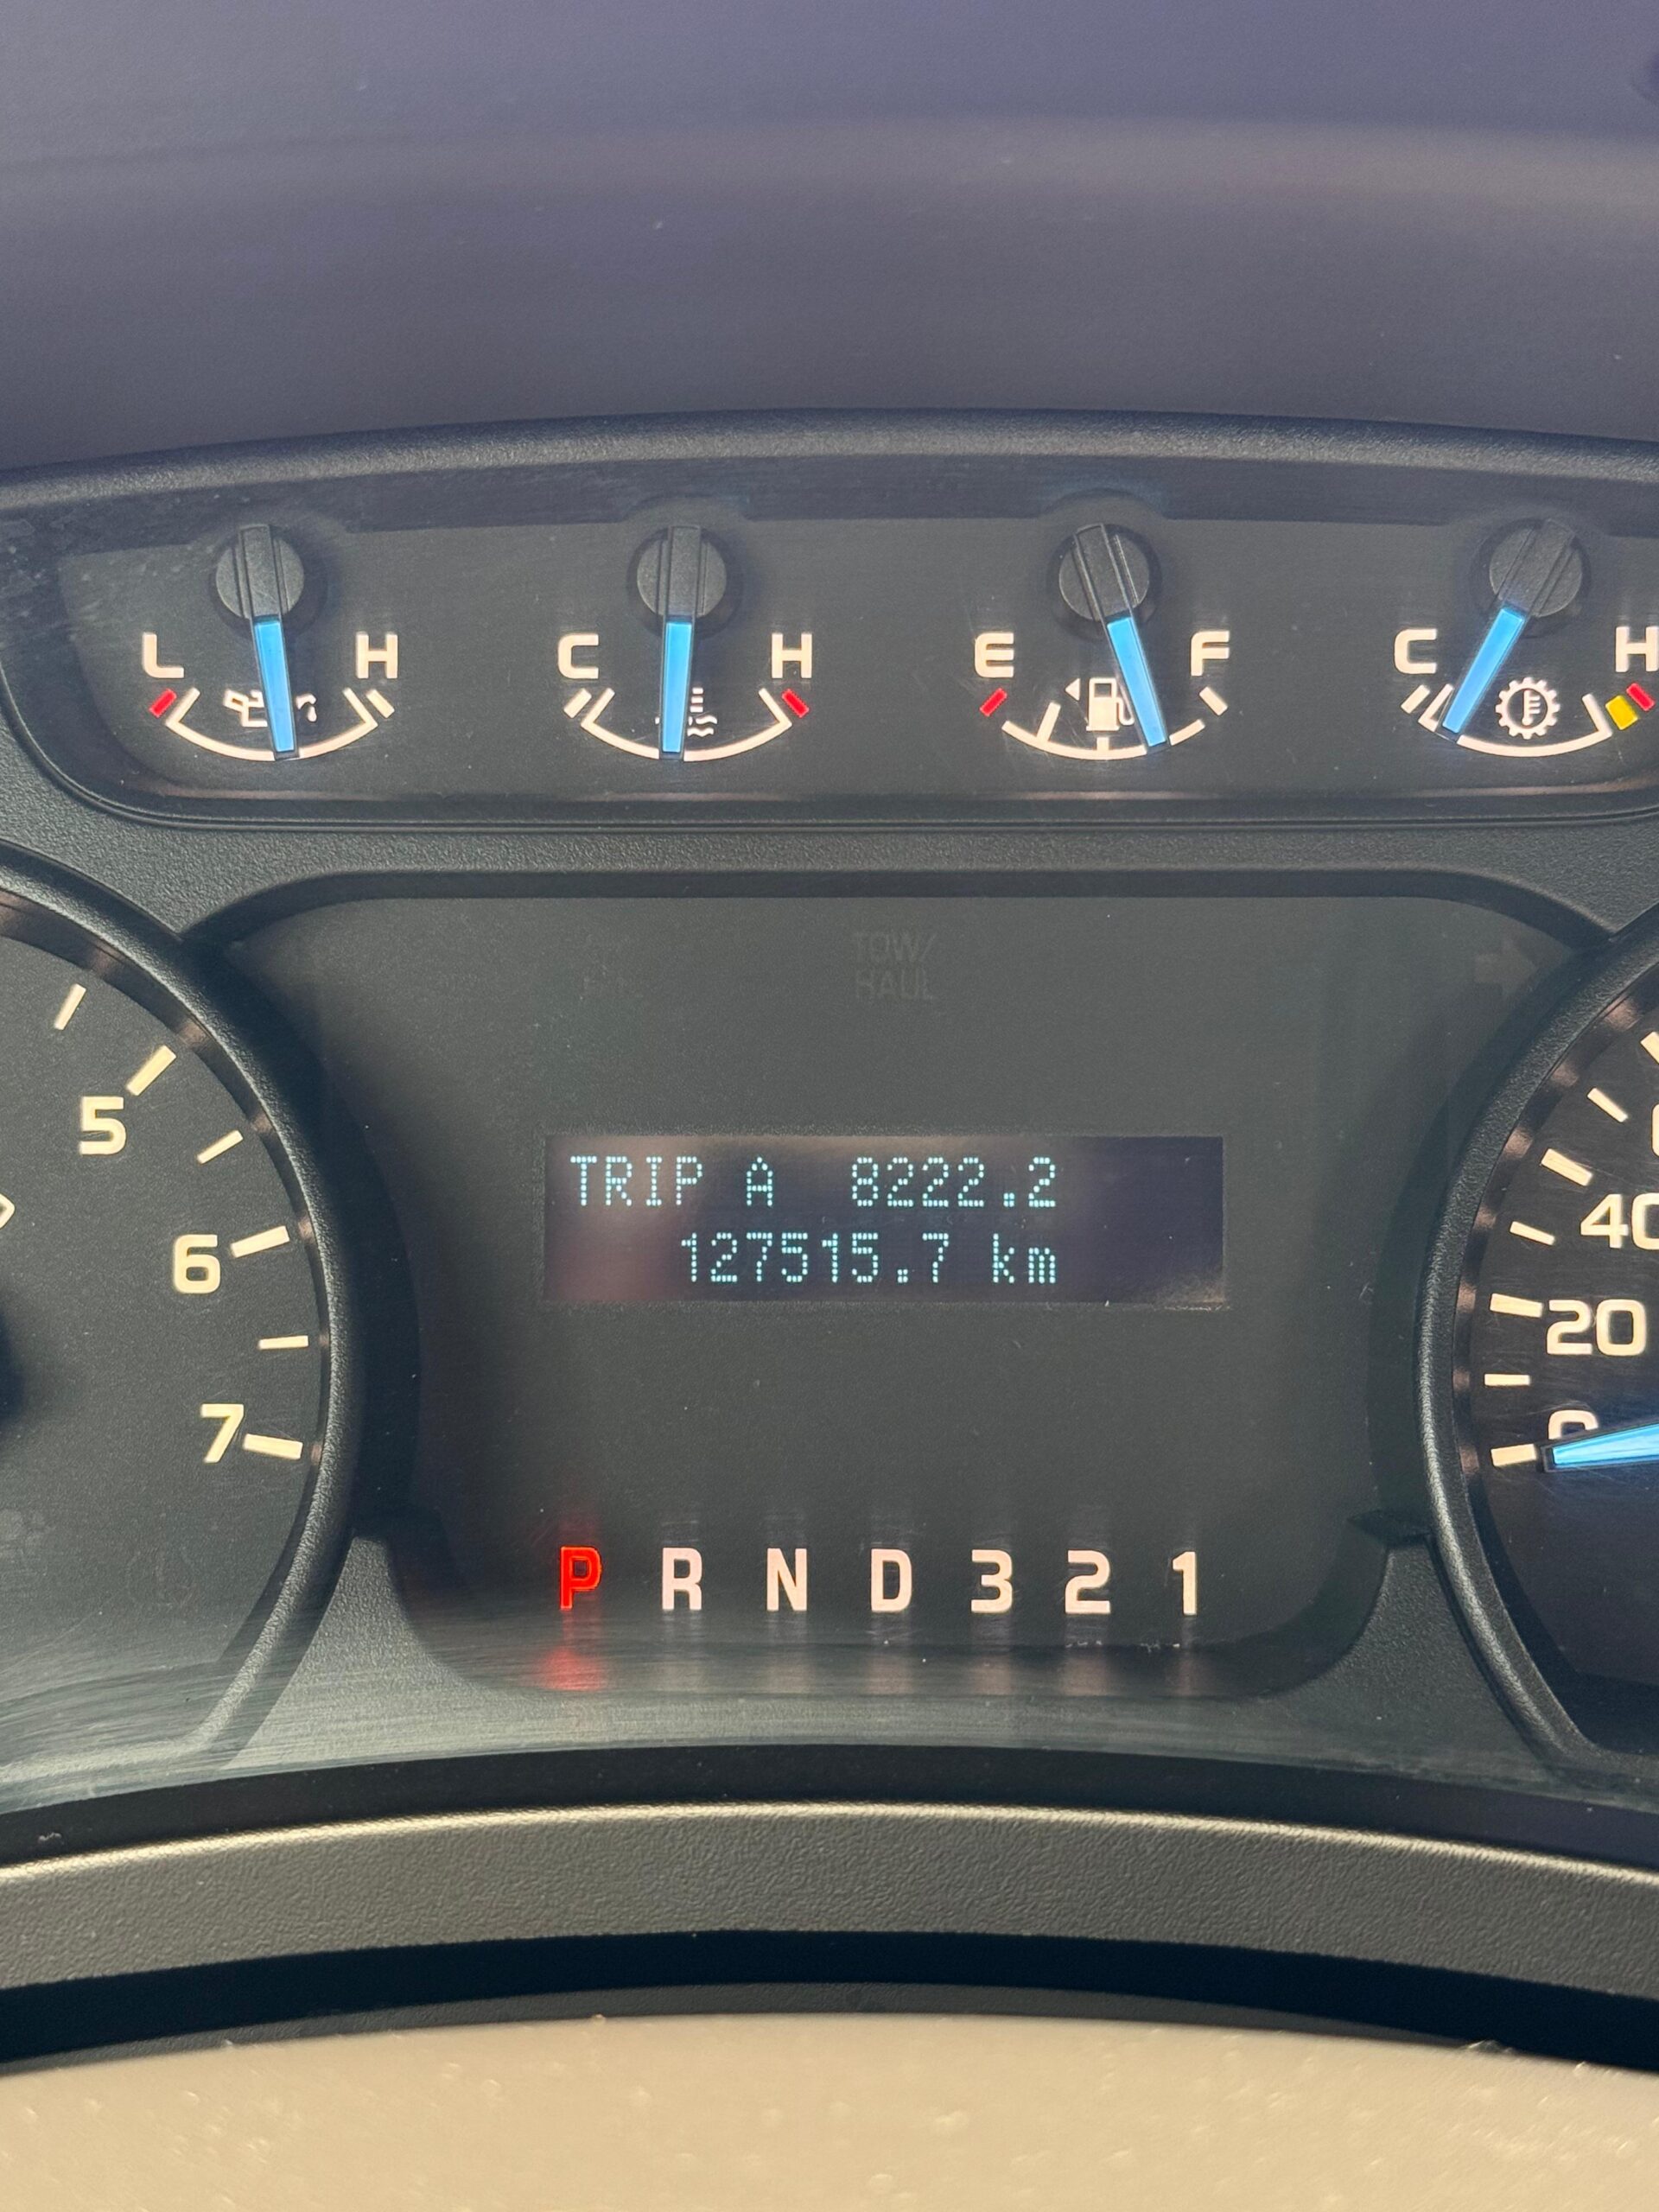 L H C H E F C H
TOW/
HAUL
5
6
7
TRIP A 8222.2
127515.7 km
40
20
0
P R N D 3 2 1